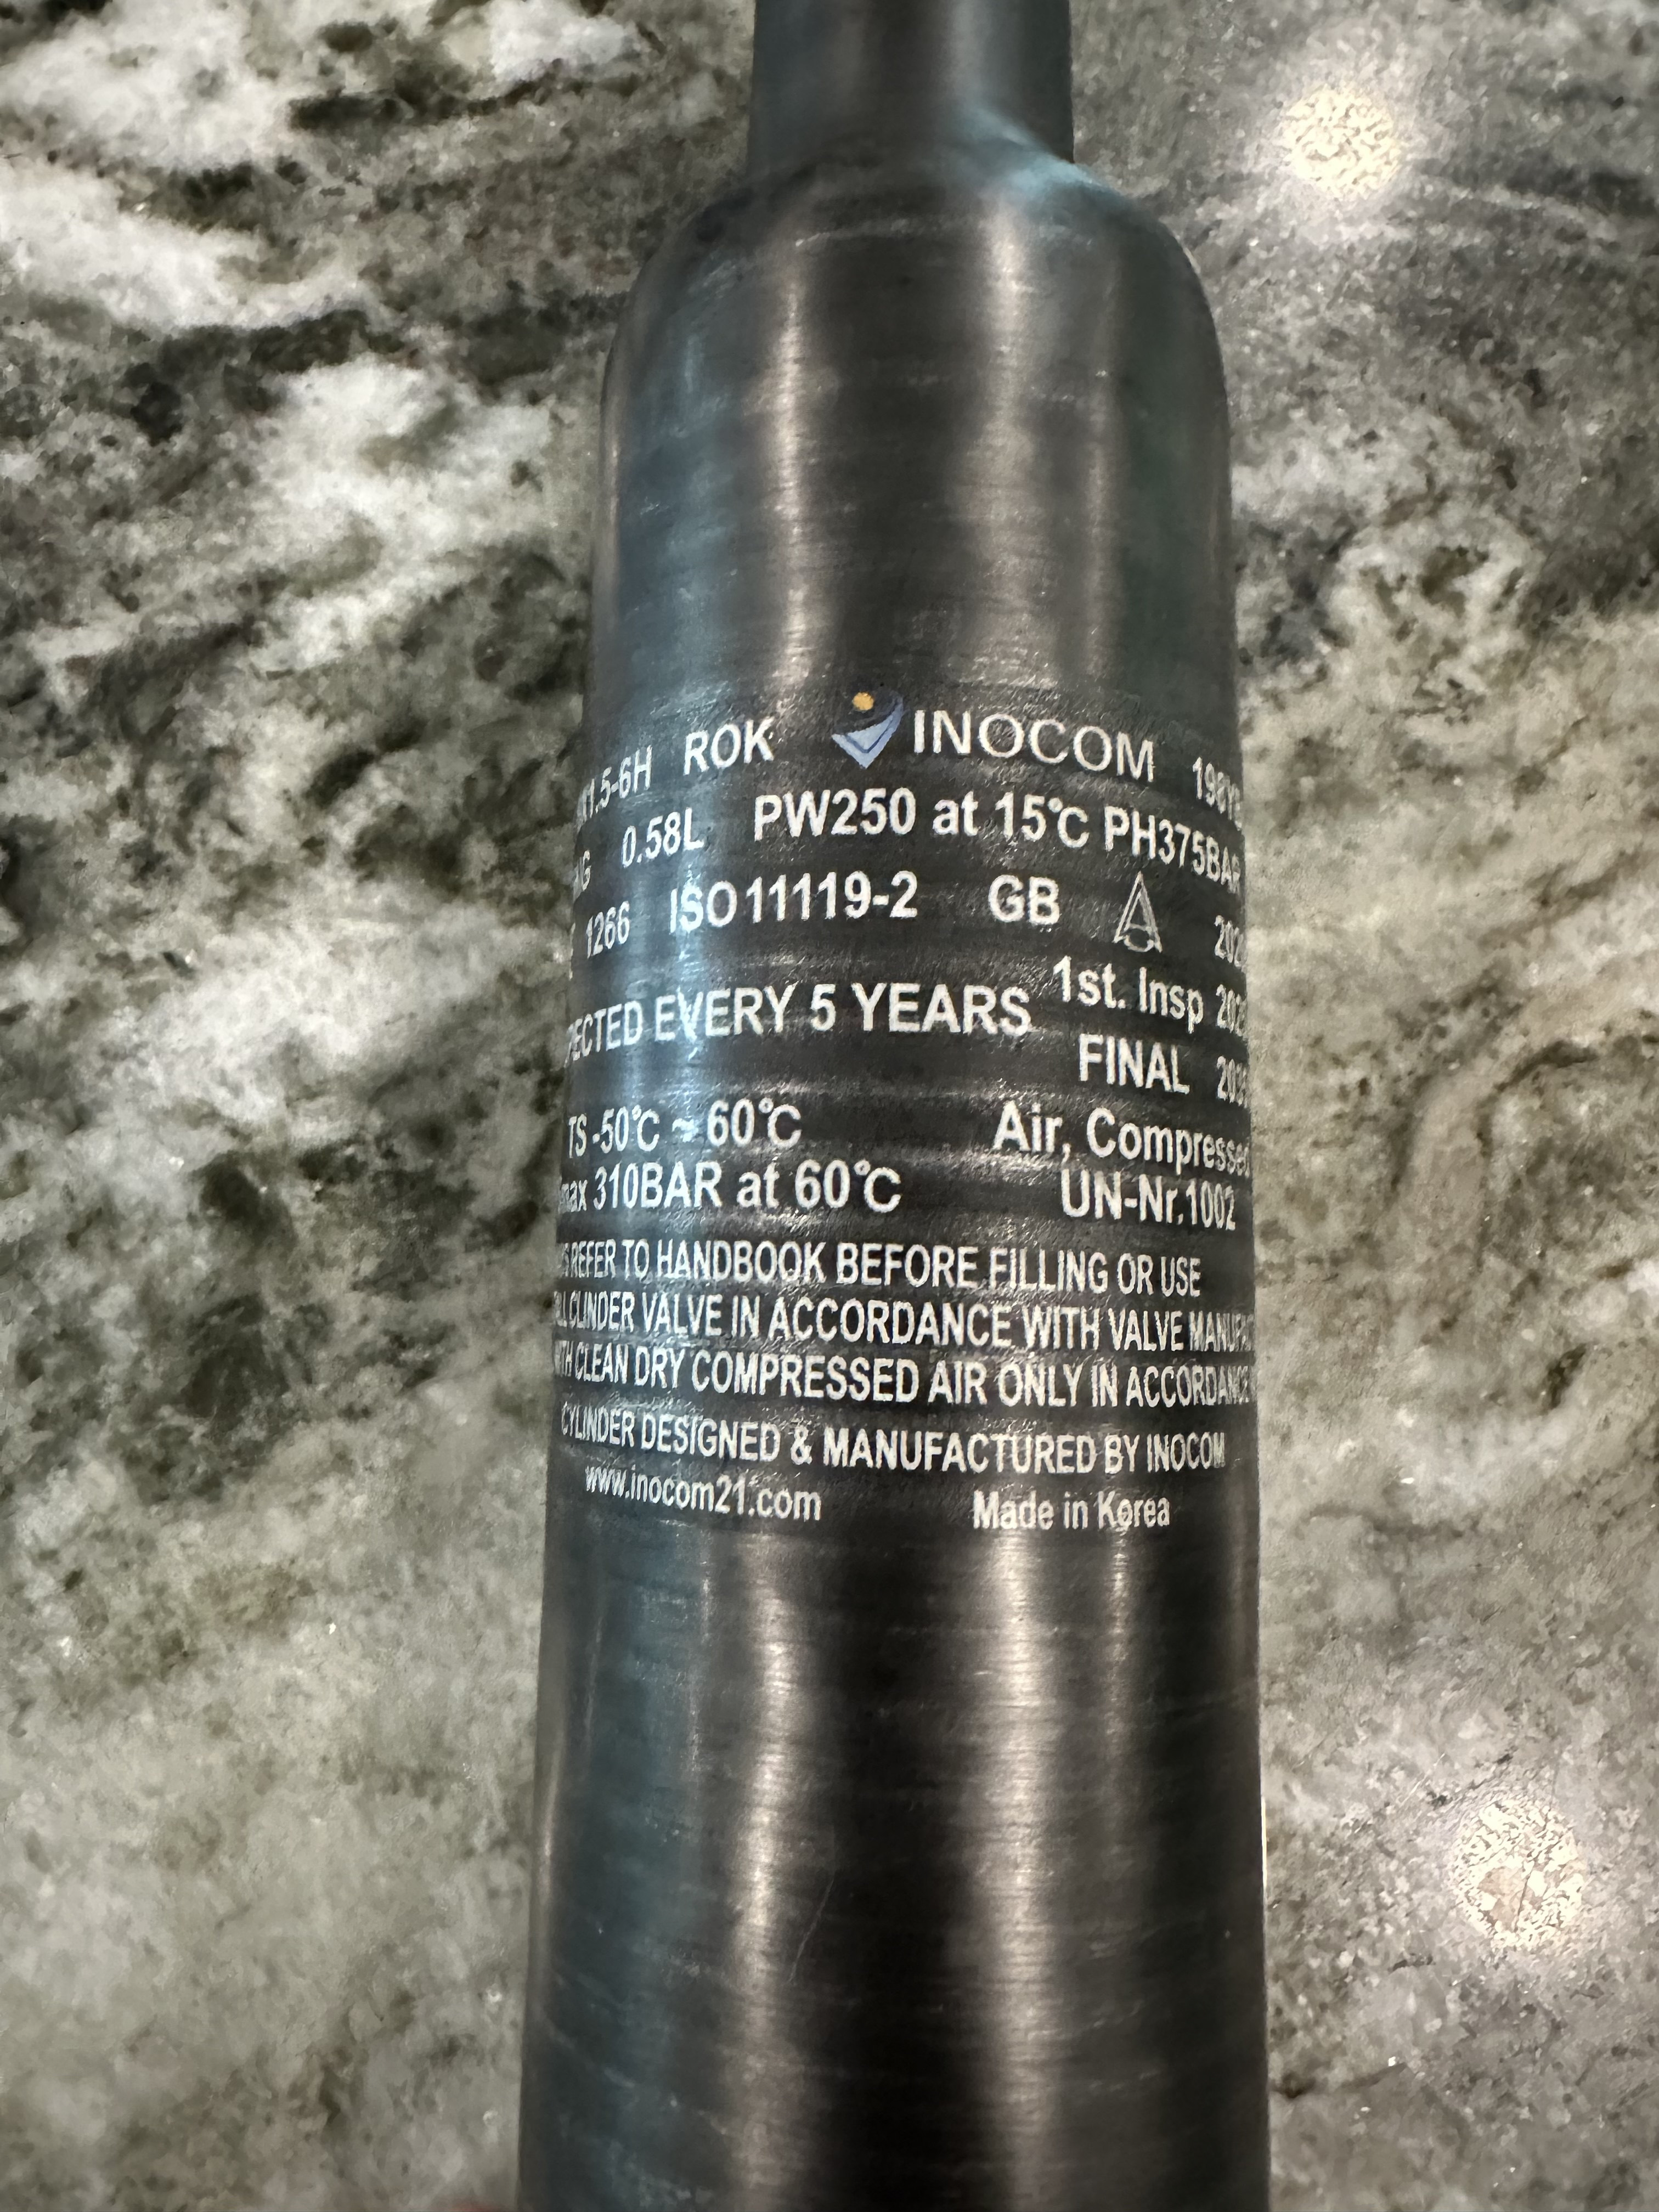 ROK INOCOM
0.58L PW250 at 15℃ PH375BAR
1266 ISO11119-2 GB
1st. Insp
EVERY 5 YEARS
FINAL
TS -50℃ ~ 60℃ Air, Compressed
310BAR at 60℃ UN-Nr.1002
REFER TO HANDBOOK BEFORE FILLING OR USE
CLINDER VALVE IN ACCORDANCE WITH VALVE
CLEAN DRY COMPRESSED AIR ONLY IN ACCORDANCE
CYLINDER DESIGNED & MANUFACTURED BY INOCOM
www.inocom21.com Made in Korea